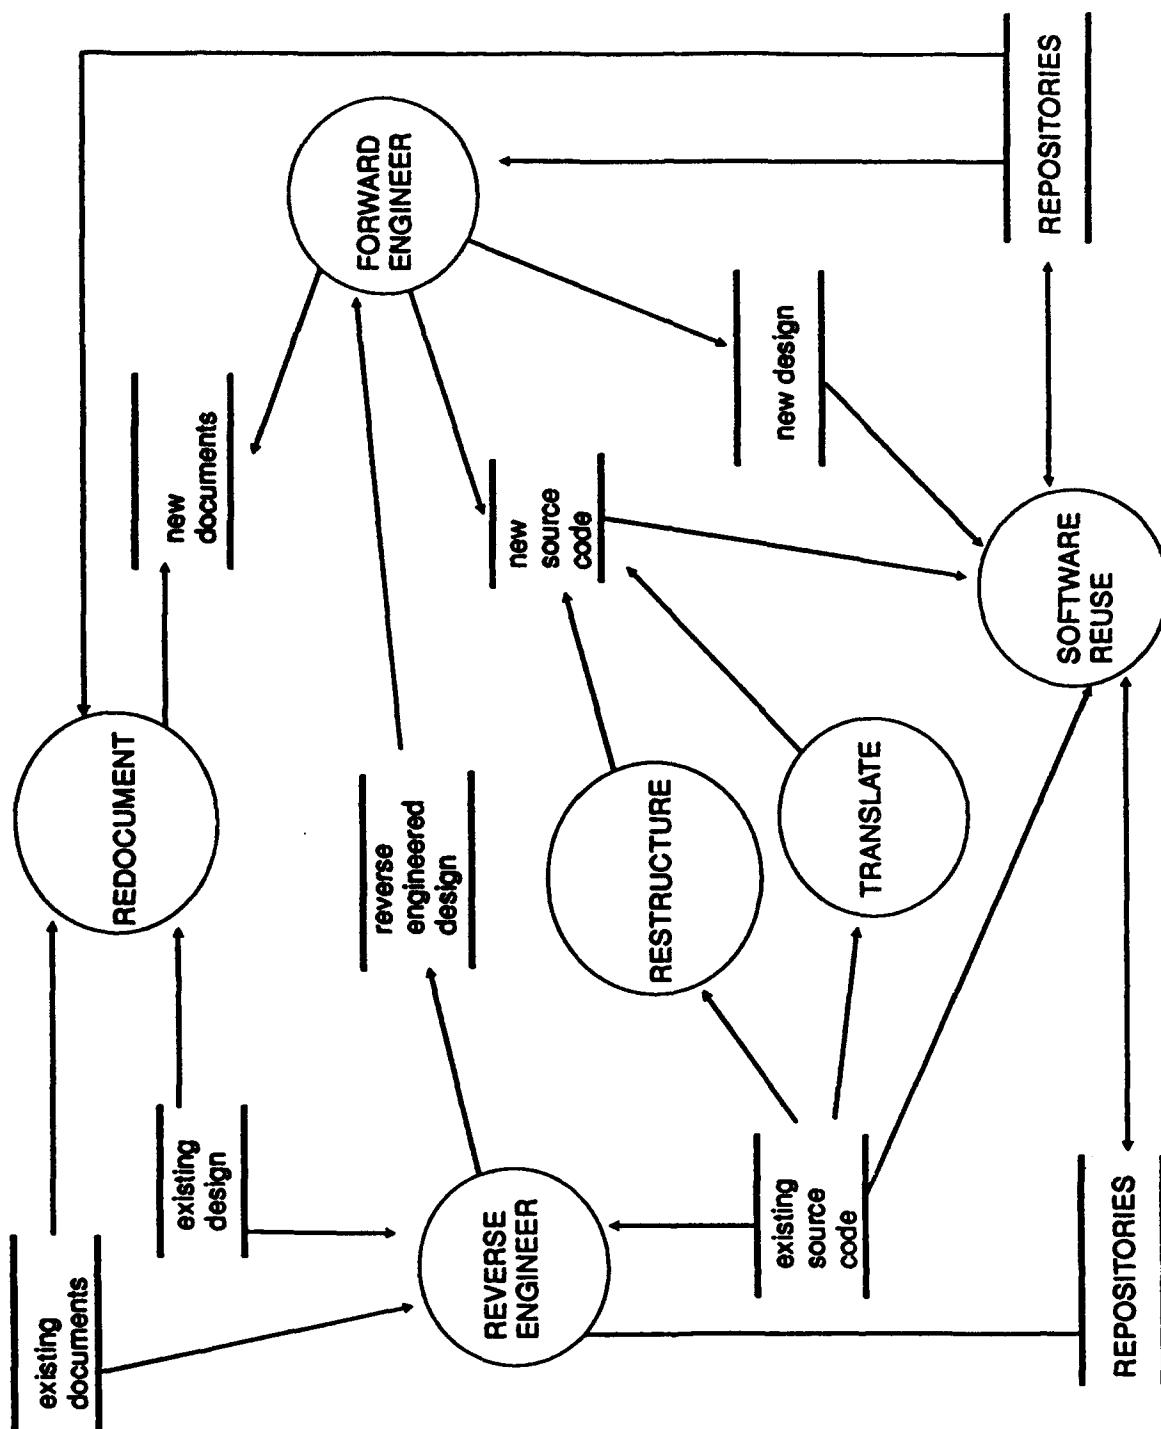 existing
documents
existing
design
REDOCUMENT
new
documents
REVERSE
ENGINEER
reverse
engineered
design
FORWARD
ENGINEER
existing
source
code
RESTRUCTURE
TRANSLATE
new
source
code
new design
REPOSITORIES
SOFTWARE
REUSE
REPOSITORIES